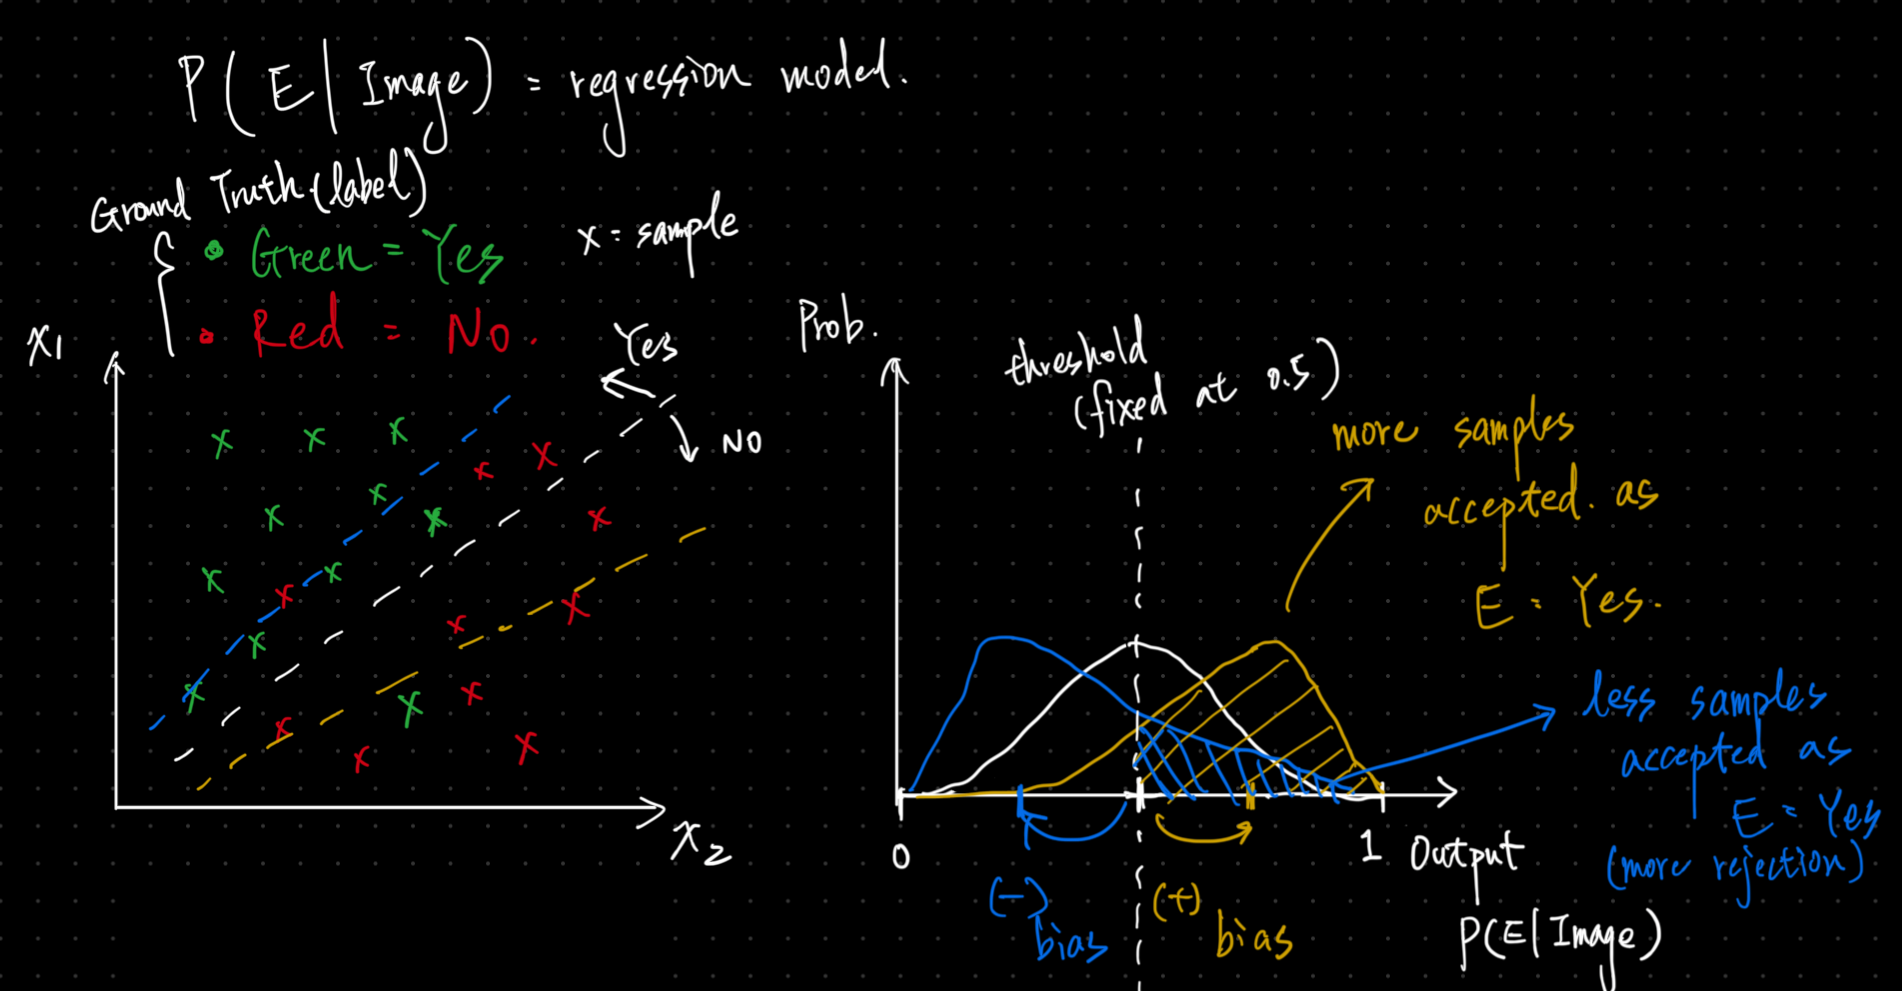 P(E|Image) = regression model.
Ground Truth(label)
• Green = Yes
x = sample
• Red = No.
x1
Yes
NO
x2
Prob.
threshold
(fixed at 0.5)
more samples
accepted. as
E = Yes.
less samples
accepted as
E = Yes
(more rejection)
0
1
Output
P(E|Image)
(-)
bias
(+)
bias